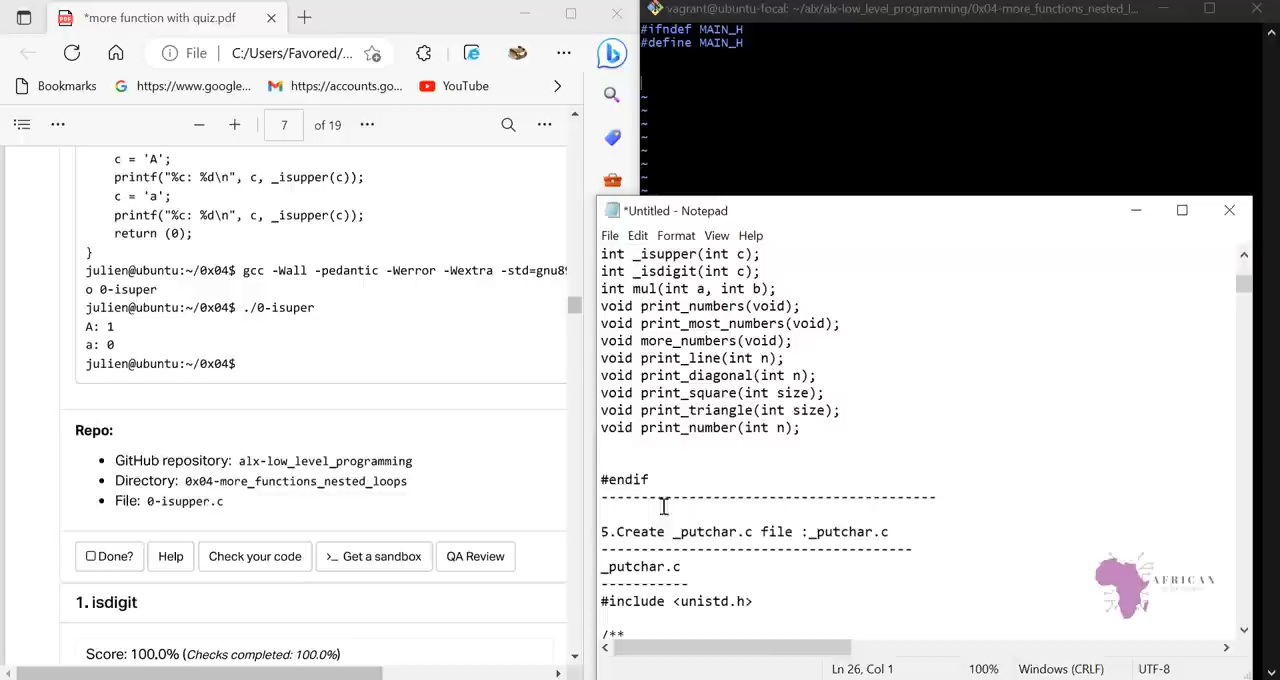 *more function with quiz.pdf
File
C:/Users/Favored/...
Bookmarks
https://www.google...
https://accounts.go...
YouTube
7 of 19
c = 'A';
printf("%c: %d\n", c, _isupper(c));
c = 'a';
printf("%c: %d\n", c, _isupper(c));
return (0);
}
julien@ubuntu:~/0x04$ gcc -Wall -pedantic -Werror -Wextra -std=gnu89
o 0-isuper
julien@ubuntu:~/0x04$ ./0-isuper
A: 1
a: 0
julien@ubuntu:~/0x04$
Repo:
• GitHub repository: alx-low_level_programming
• Directory: 0x04-more_functions_nested_loops
• File: 0-isupper.c
Done?
Help
Check your code
>_ Get a sandbox
QA Review
1. isdigit
Score: 100.0% (Checks completed: 100.0%)
vagrant@ubuntu-focal: ~/alx/alx-low_level_programming/0x04-more_functions_nested_l...
#ifndef MAIN_H
#define MAIN_H
~
~
~
~
~
~
~
~
*Untitled - Notepad
File Edit Format View Help
int _isupper(int c);
int _isdigit(int c);
int mul(int a, int b);
void print_numbers(void);
void print_most_numbers(void);
void more_numbers(void);
void print_line(int n);
void print_diagonal(int n);
void print_square(int size);
void print_triangle(int size);
void print_number(int n);
#endif
------------------------------------------
5.Create _putchar.c file :_putchar.c
---------------------------------------
_putchar.c
-----------
#include <unistd.h>
/**
AFRICAN
Ln 26, Col 1
100%
Windows (CRLF)
UTF-8